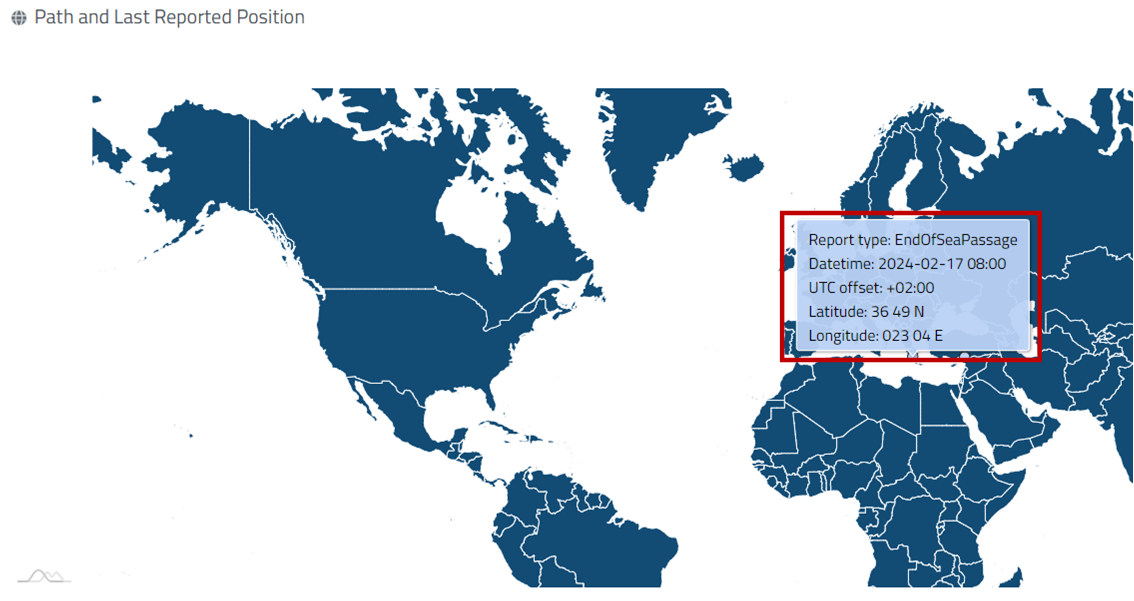 Path and Last Reported Position
Report type: EndOfSeaPassage
Datetime: 2024-02-17 08:00
UTC offset: +02:00
Latitude: 36 49 N
Longitude: 023 04 E